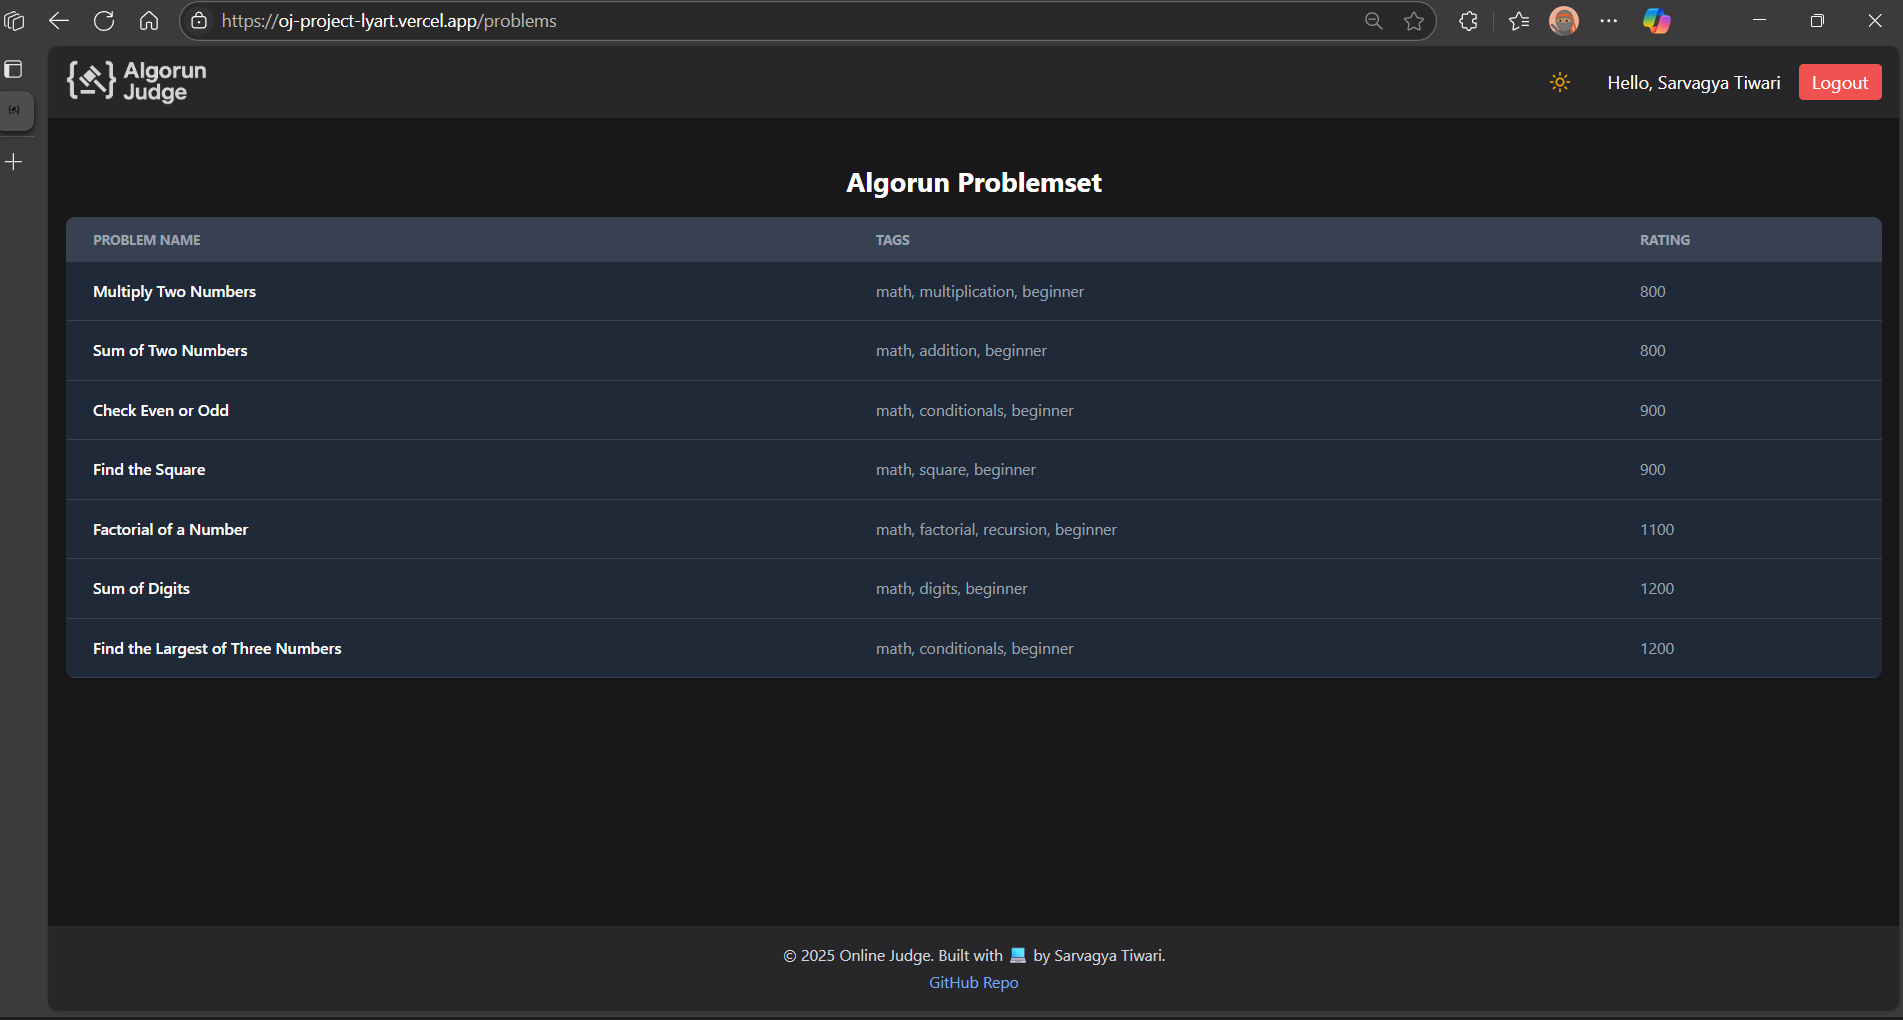 https://oj-project-lyart.vercel.app/problems
Algorun
Judge
Hello, Sarvagya Tiwari
Logout
Algorun Problemset
PROBLEM NAME TAGS RATING
Multiply Two Numbers math, multiplication, beginner 800
Sum of Two Numbers math, addition, beginner 800
Check Even or Odd math, conditionals, beginner 900
Find the Square math, square, beginner 900
Factorial of a Number math, factorial, recursion, beginner 1100
Sum of Digits math, digits, beginner 1200
Find the Largest of Three Numbers math, conditionals, beginner 1200
© 2025 Online Judge. Built with 💻 by Sarvagya Tiwari.
GitHub Repo